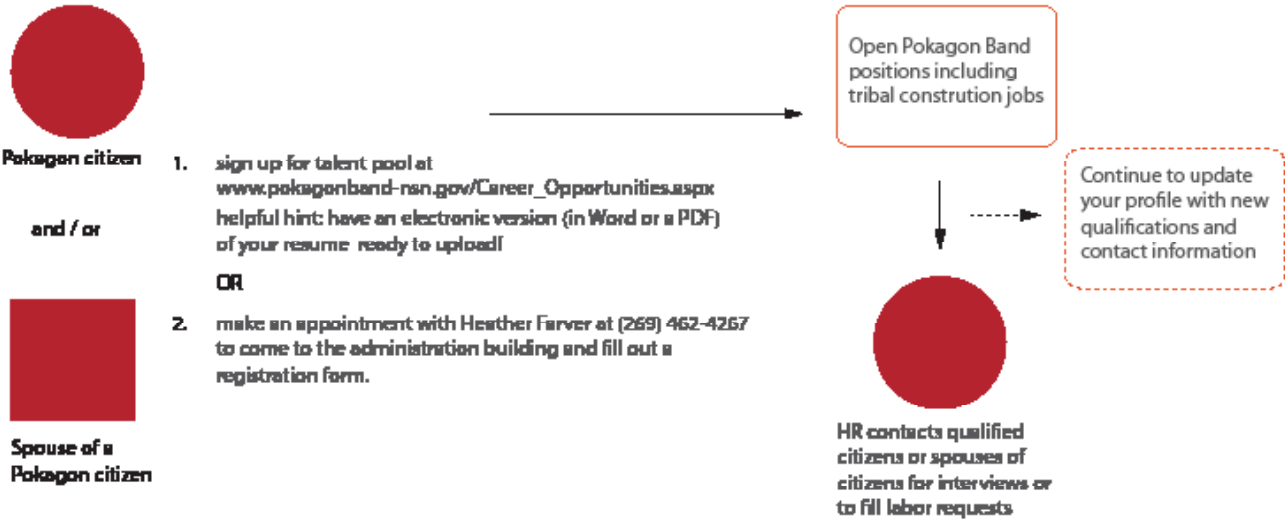 Pokagon citizen
and / or
Spouse of a
Pokagon citizen
1. sign up for talent pool at
www.pokagonband-nsn.gov/Career_Opportunities.aspx
helpful hint: have an electronic version (in Word or a PDF)
of your resume ready to upload!
OR
2. make an appointment with Heather Farver at (269) 462-4267
to come to the administration building and fill out a
registration form.
Open Pokagon Band
positions including
tribal constrution jobs
Continue to update
your profile with new
qualifications and
contact information
HR contacts qualified
citizens or spouses of
citizens for interviews or
to fill labor requests